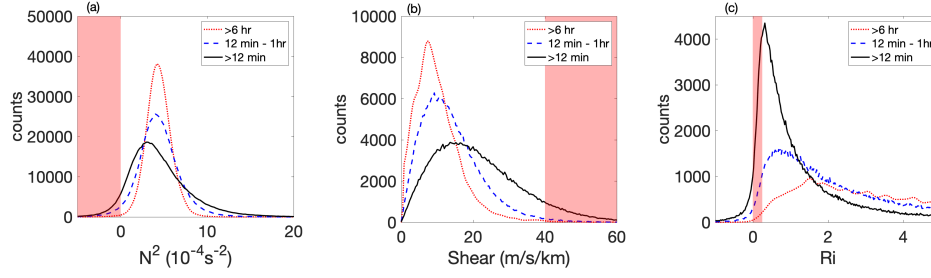 (a)
50000
40000
30000
20000
10000
0
counts
0
10
20
N² (10⁻⁴s⁻²)
>6 hr
12 min - 1hr
>12 min
(b)
10000
8000
6000
4000
2000
0
counts
0
20
40
60
Shear (m/s/km)
>6 hr
12 min - 1hr
>12 min
(c)
4000
3000
2000
1000
0
counts
0
2
4
Ri
>6 hr
12 min - 1hr
>12 min